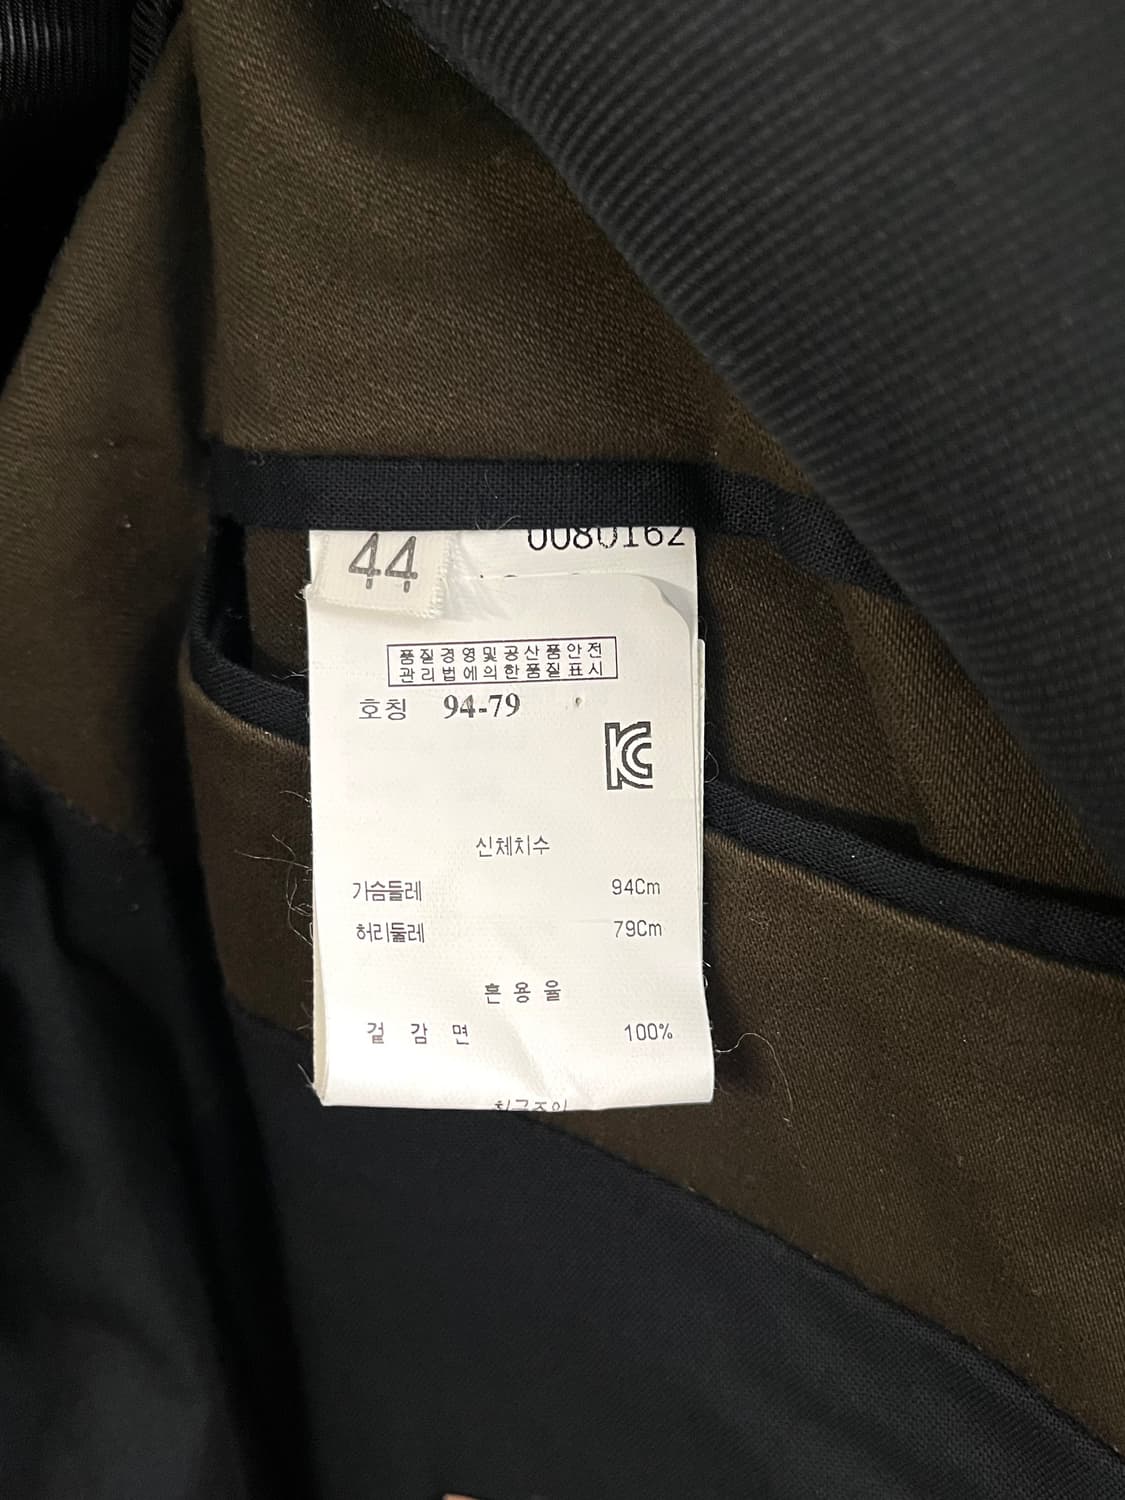 44
0080162
품질경영및공산품안전
관리법에의한품질표시
호칭 94-79
KC
신체치수
가슴둘레 94Cm
허리둘레 79Cm
혼용율
겉감면 100%